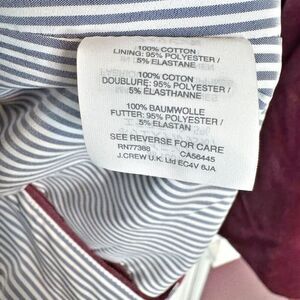 100% COTTON
LINING: 95% POLYESTER /
5% ELASTANE
100% COTON
DOUBLURE: 95% POLYESTER /
5% ÉLASTHANNE
100% BAUMWOLLE
FUTTER: 95% POLYESTER /
5% ELASTAN
SEE REVERSE FOR CARE
RN77388 CA56445
J.CREW U.K. Ltd EC4V 6JA